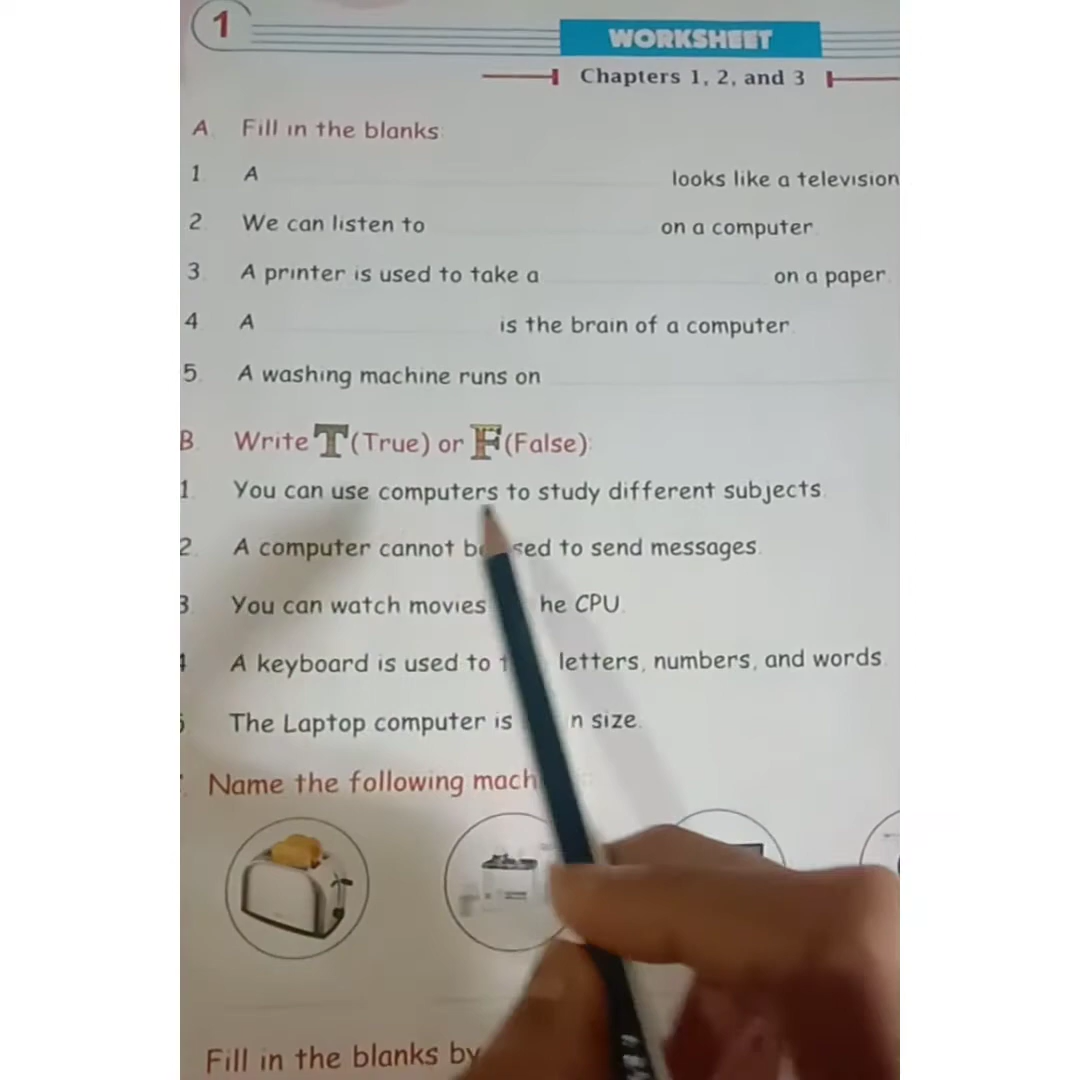 1
WORKSHEET
Chapters 1, 2, and 3
A. Fill in the blanks:
1. A looks like a television
2. We can listen to on a computer.
3. A printer is used to take a on a paper.
4 A is the brain of a computer.
5. A washing machine runs on
B. Write T (True) or F (False):
1. You can use computers to study different subjects.
2. A computer cannot sed to send messages.
3. You can watch movies he CPU.
A keyboard is used to letters, numbers, and words.
The Laptop computer is n size.
Name the following mach
Fill in the blanks by